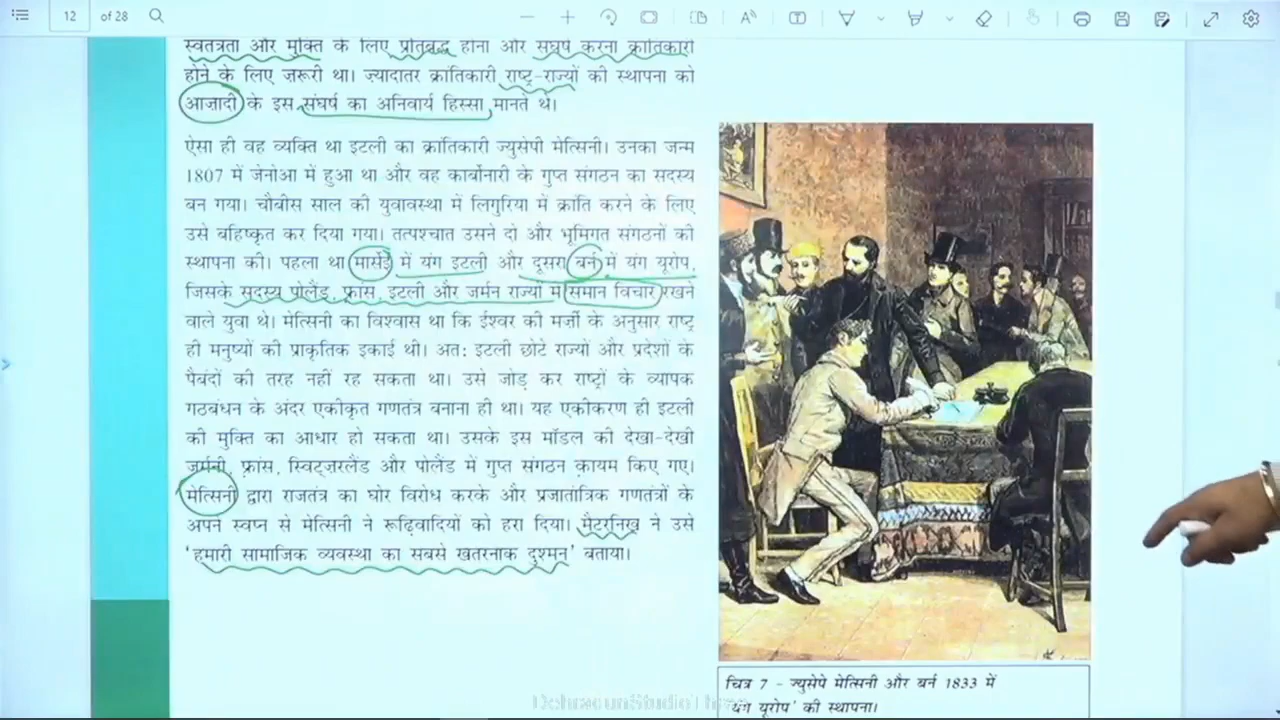 12 of 28
स्वतंत्रता और मुक्ति के लिए प्रतिबद्ध होना और संघर्ष करना क्रांतिकारी
होने के लिए ज़रूरी था। ज़्यादातर क्रांतिकारी राष्ट्र-राज्यों की स्थापना को
आज़ादी के इस संघर्ष का अनिवार्य हिस्सा मानते थे।
ऐसा ही वह व्यक्ति था इटली का क्रांतिकारी ज्युसेपी मेत्सिनी। उनका जन्म
1807 में जेनोआ में हुआ था और वह कार्बोनारी के गुप्त संगठन का सदस्य
बन गया। चौबीस साल की युवावस्था में लिगुरिया में क्रांति करने के लिए
उसे बहिष्कृत कर दिया गया। तत्पश्चात उसने दो और भूमिगत संगठनों की
स्थापना की। पहला था मार्सेई में यंग इटली और दूसरा बर्न में यंग यूरोप,
जिसके सदस्य पोलैंड, फ्रांस, इटली और जर्मन राज्यों में समान विचार रखने
वाले युवा थे। मेत्सिनी का विश्वास था कि ईश्वर की मर्ज़ी के अनुसार राष्ट्र
ही मनुष्यों की प्राकृतिक इकाई थी। अतः इटली छोटे राज्यों और प्रदेशों के
पैबंदों की तरह नहीं रह सकता था। उसे जोड़ कर राष्ट्रों के व्यापक
गठबंधन के अंदर एकीकृत गणतंत्र बनाना ही था। यह एकीकरण ही इटली
की मुक्ति का आधार हो सकता था। उसके इस मॉडल की देखा-देखी
जर्मनी, फ्रांस, स्विट्ज़रलैंड और पोलैंड में गुप्त संगठन क़ायम किए गए।
मेत्सिनी द्वारा राजतंत्र का घोर विरोध करके और प्रजातांत्रिक गणतंत्रों के
अपने स्वप्न से मेत्सिनी ने रूढ़िवादियों को हरा दिया। मैटरनिख ने उसे
'हमारी सामाजिक व्यवस्था का सबसे खतरनाक दुश्मन' बताया।
चित्र 7 - ज्युसेपे मेत्सिनी और बर्न 1833 में
'यंग यूरोप' की स्थापना।